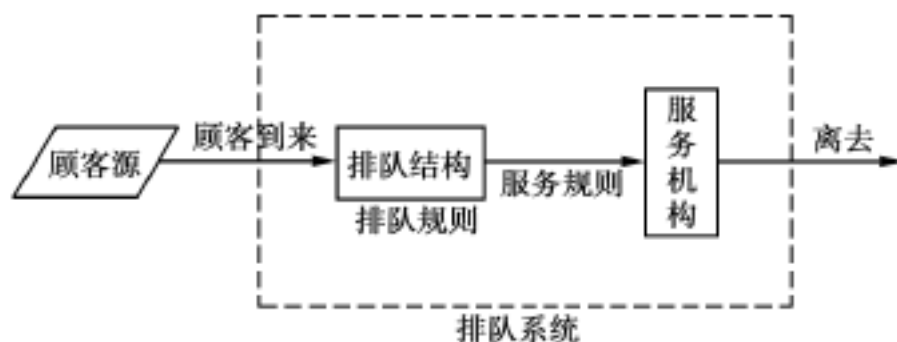 顾客源
顾客到来
排队结构
排队规则
服务规则
服务机构
离去
排队系统